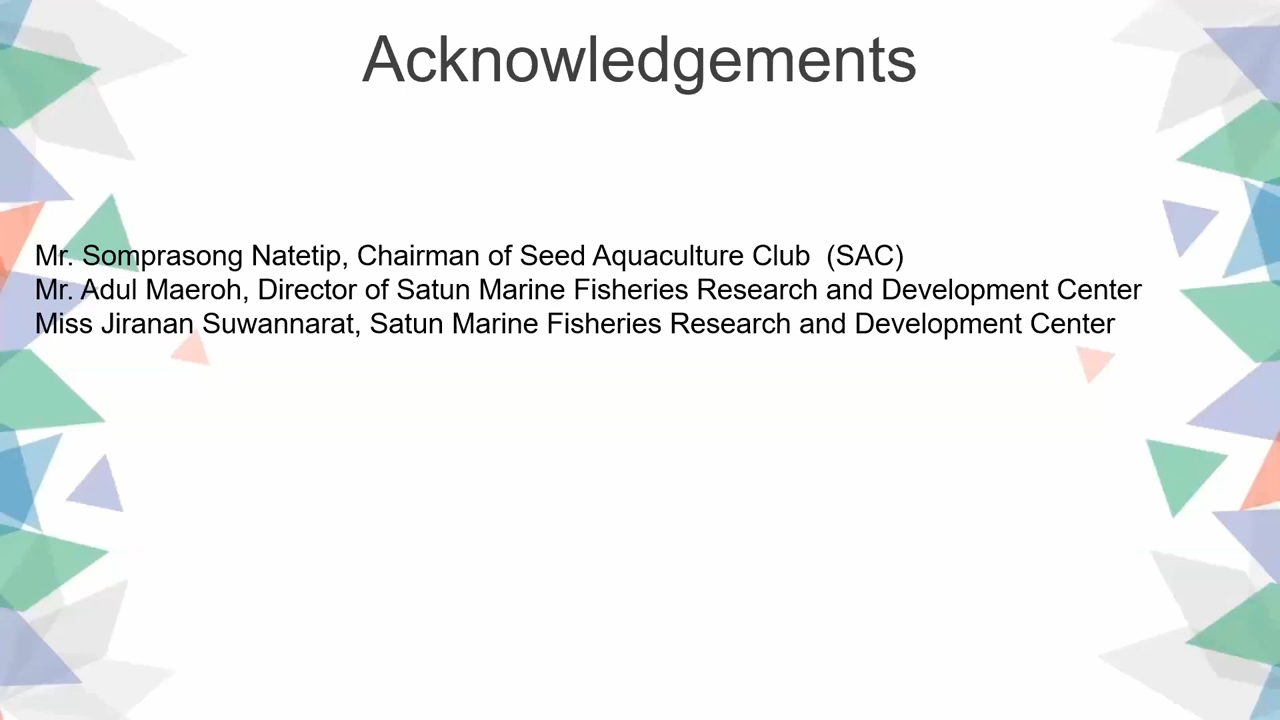 Acknowledgements
Mr. Somprasong Natetip, Chairman of Seed Aquaculture Club  (SAC)
Mr. Adul Maeroh, Director of Satun Marine Fisheries Research and Development Center
Miss Jiranan Suwannarat, Satun Marine Fisheries Research and Development Center